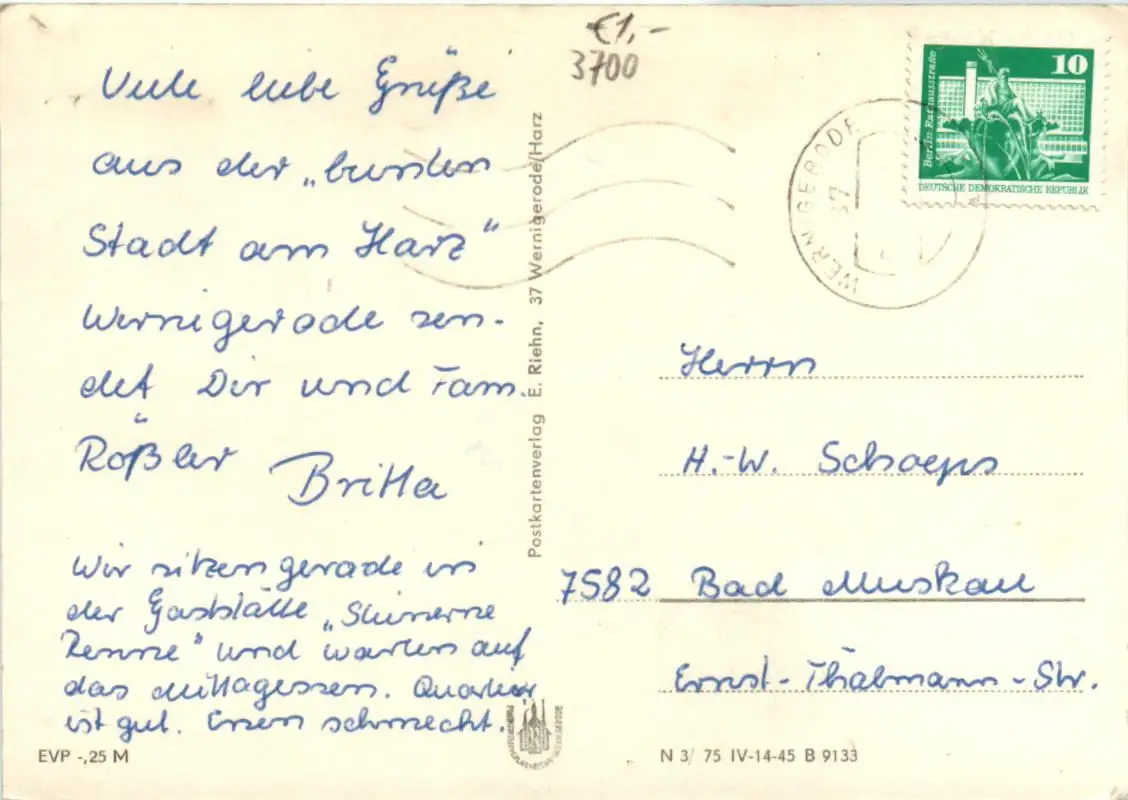 €1,-
3700
Viele liebe Grüße
aus der „bunten
Stadt am Harz"
Wernigerode sen-
det Dir und Fam.
Rößler Britta
Wir sitzen gerade in
der Gaststätte „Steinerne
Renne" und warten auf
das Mittagessen. Quartier
ist gut. Essen schmeckt.
EVP -,25 M
Postkartenverlag E. Riehn, 37 Wernigerode/Harz
10
Berlin-Rathausstraße
DEUTSCHE DEMOKRATISCHE REPUBLIK
37 WERNIGERODE
Herrn
H.-W. Schoeps
7582 Bad Muskau
Ernst-Thälmann-Str.
N 3/ 75 IV-14-45 B 9133